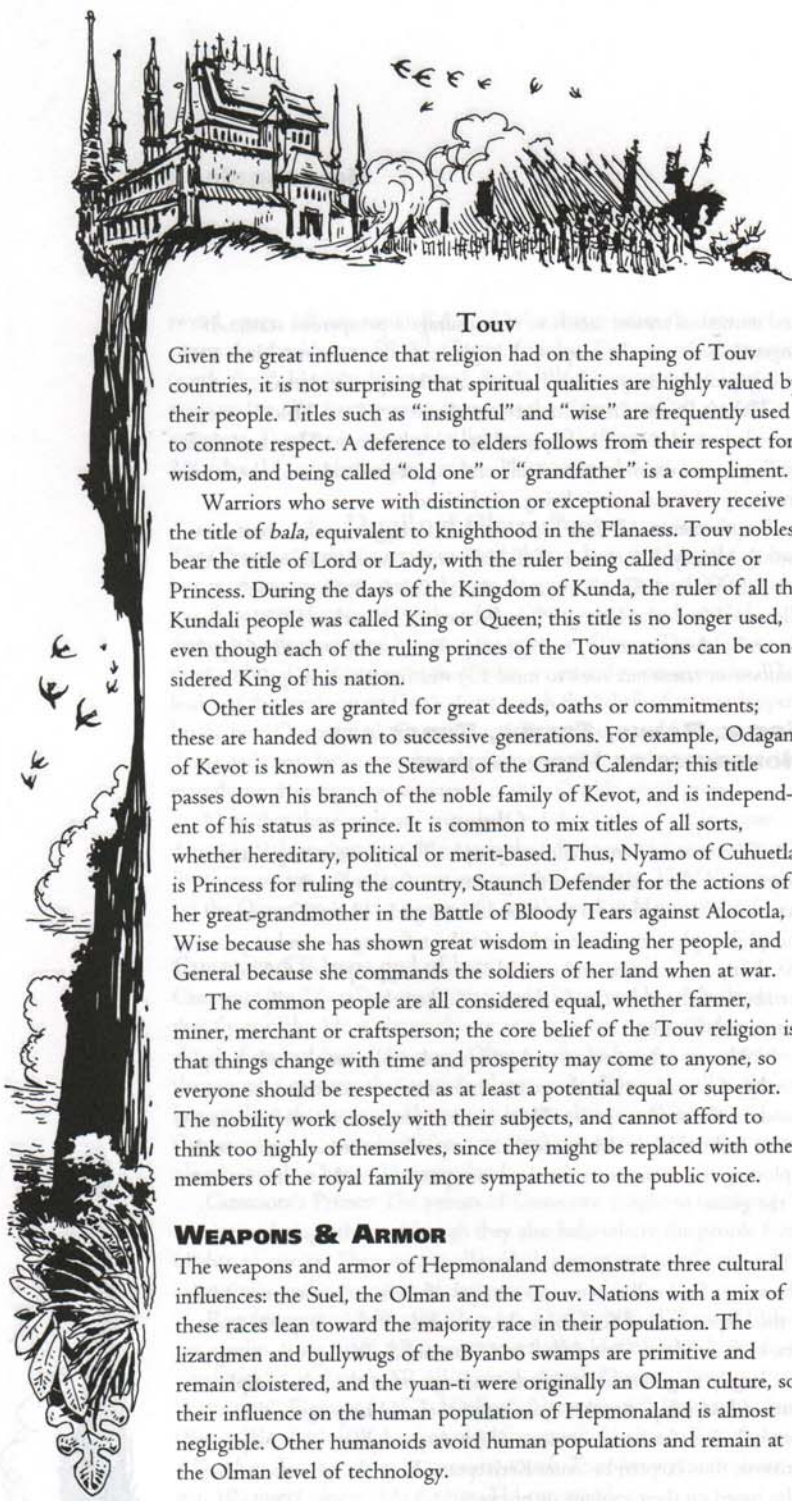 Touv
Given the great influence that religion had on the shaping of Touv
countries, it is not surprising that spiritual qualities are highly valued b
their people. Titles such as “insightful” and “wise” are frequently used
to connote respect. A deference to elders follows from their respect for
wisdom, and being called “old one” or “grandfather” is a compliment.
Warriors who serve with distinction or exceptional bravery receive
the title of bala, equivalent to knighthood in the Flanaess. Touv nobles
bear the title of Lord or Lady, with the ruler being called Prince or
Princess. During the days of the Kingdom of Kunda, the ruler of all th
Kundali people was called King or Queen; this title is no longer used,
even though each of the ruling princes of the Touv nations can be con-
sidered King of his nation.
Other titles are granted for great deeds, oaths or commitments;
these are handed down to successive generations. For example, Odagan
of Kevot is known as the Steward of the Grand Calendar; this title
passes down his branch of the noble family of Kevot, and is independ-
ent of his status as prince. It is common to mix titles of all sorts,
whether hereditary, political or merit-based. Thus, Nyamo of Cuhuetla
is Princess for ruling the country, Staunch Defender for the actions of
her great-grandmother in the Battle of Bloody Tears against Alocotla,
Wise because she has shown great wisdom in leading her people, and
General because she commands the soldiers of her land when at war.
The common people are all considered equal, whether farmer,
miner, merchant or craftsperson; the core belief of the Touv religion is
that things change with time and prosperity may come to anyone, so
everyone should be respected as at least a potential equal or superior.
The nobility work closely with their subjects, and cannot afford to
think too highly of themselves, since they might be replaced with othe
members of the royal family more sympathetic to the public voice.
WEAPONS & ARMOR
The weapons and armor of Hepmonaland demonstrate three cultural
influences: the Suel, the Olman and the Touv. Nations with a mix of
these races lean toward the majority race in their population. The
lizardmen and bullywugs of the Byanbo swamps are primitive and
remain cloistered, and the yuan-ti were originally an Olman culture, so
their influence on the human population of Hepmonaland is almost
negligible. Other humanoids avoid human populations and remain at
the Olman level of technology.